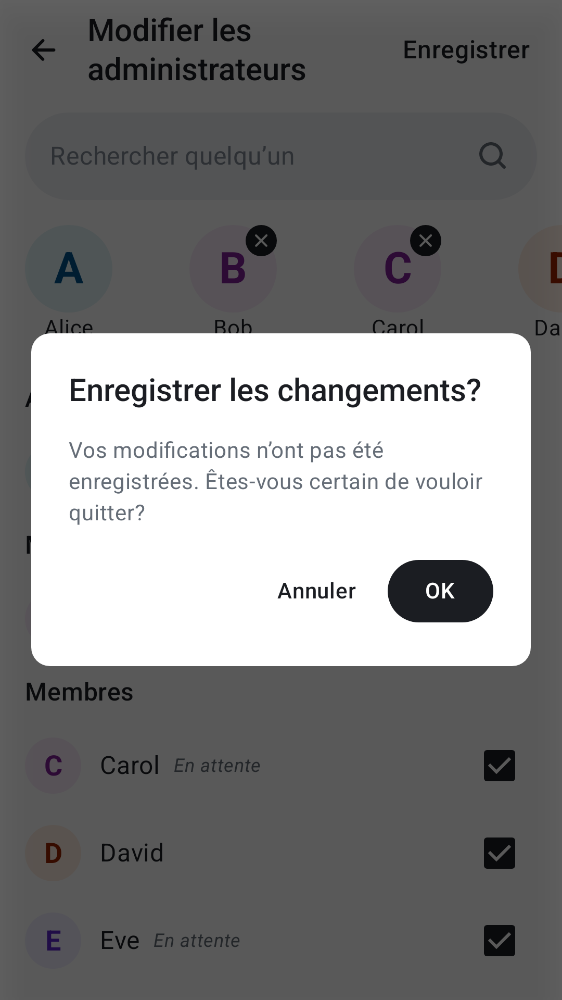 Modifier les
administrateurs
Enregistrer
Rechercher quelqu’un
A
B
C
D
Alice
Bob
Carol
Da
Enregistrer les changements?
Vos modifications n’ont pas été
enregistrées. Êtes-vous certain de vouloir
quitter?
Annuler
OK
Membres
C
Carol En attente
D
David
E
Eve En attente